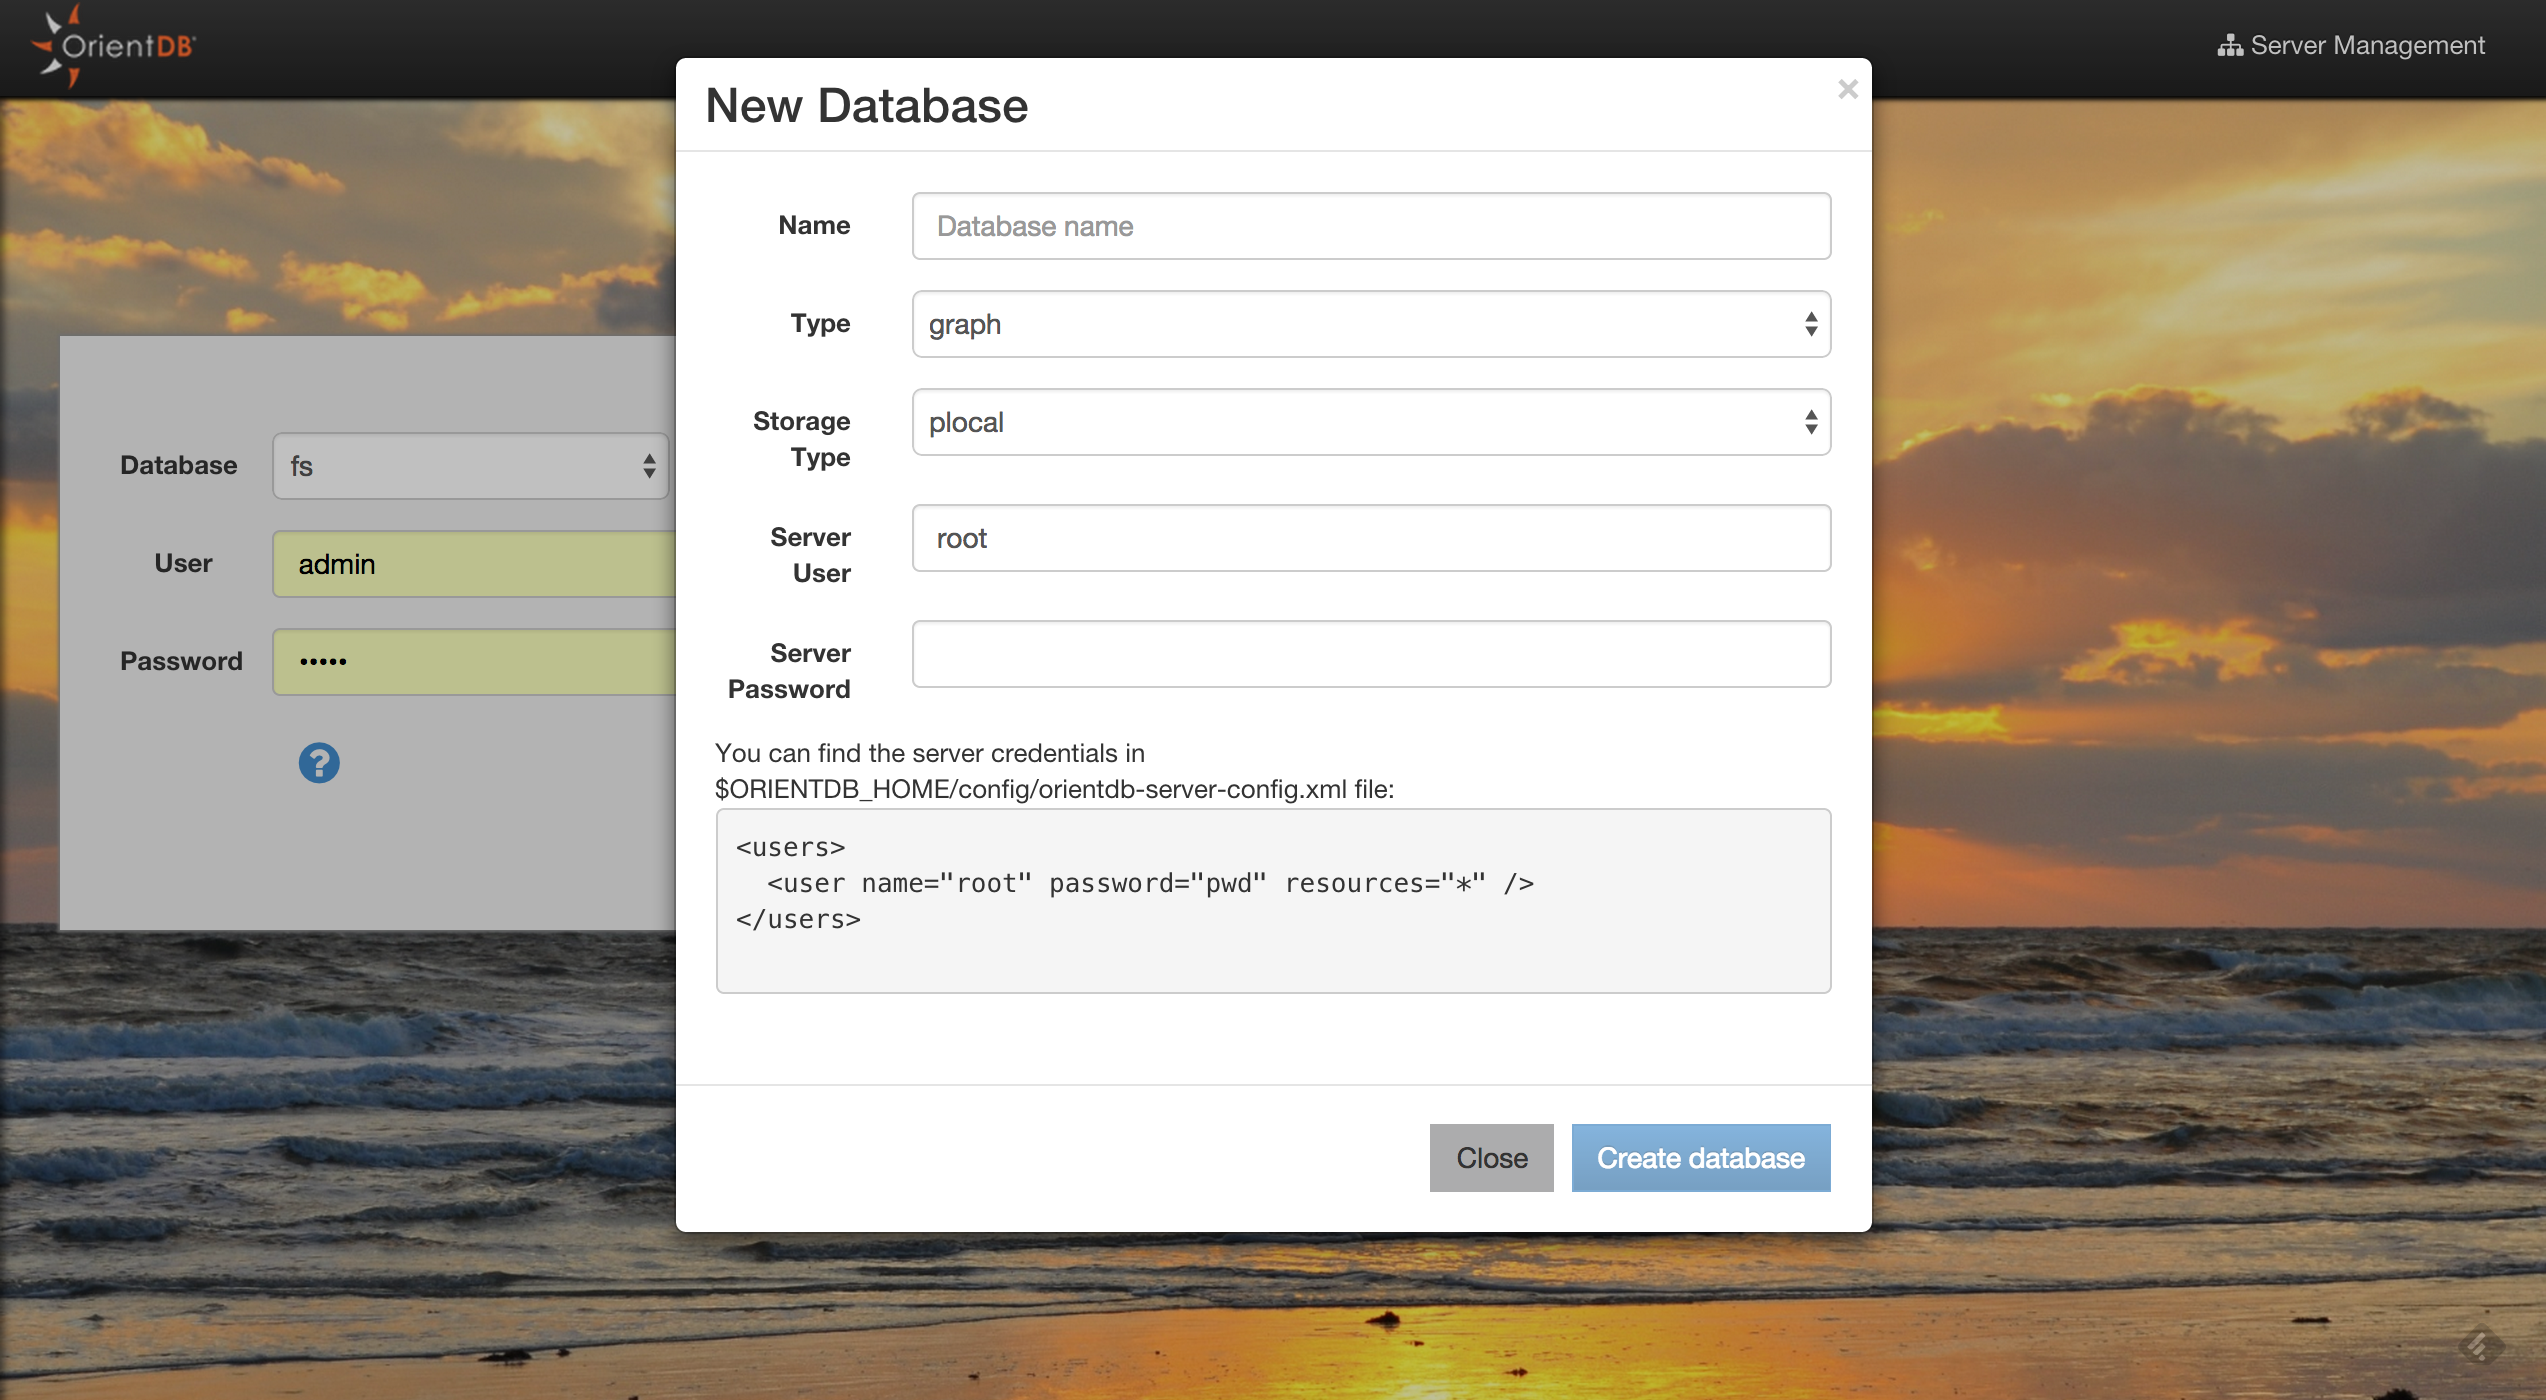 OrientDB
Server Management
New Database
×
Name
Database name
Type
graph
Storage
Type
plocal
Server
User
root
Server
Password
You can find the server credentials in
$ORIENTDB_HOME/config/orientdb-server-config.xml file:
<users>
  <user name="root" password="pwd" resources="*" />
</users>
Close
Create database
Database
fs
User
admin
Password
•••••
?